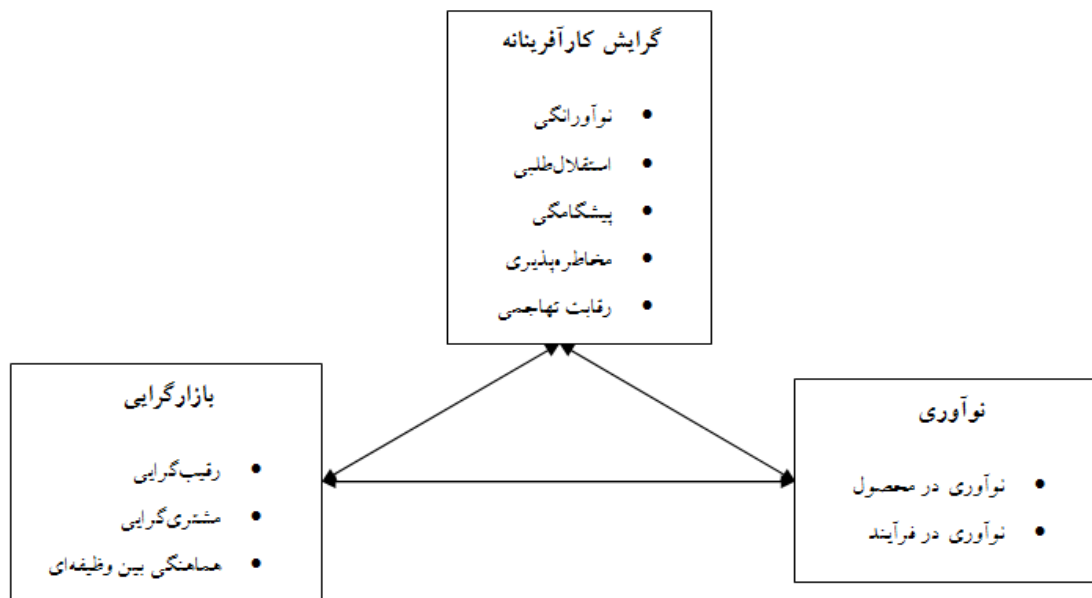 گرایش کارآفرینانه
• نوآورانگی
• استقلال‌طلبی
• پیشگامگی
• مخاطره‌پذیری
• رقابت تهاجمی
نوآوری
• نوآوری در محصول
• نوآوری در فرآیند
بازارگرایی
• رقیب‌گرایی
• مشتری‌گرایی
• هماهنگی بین وظیفه‌ای